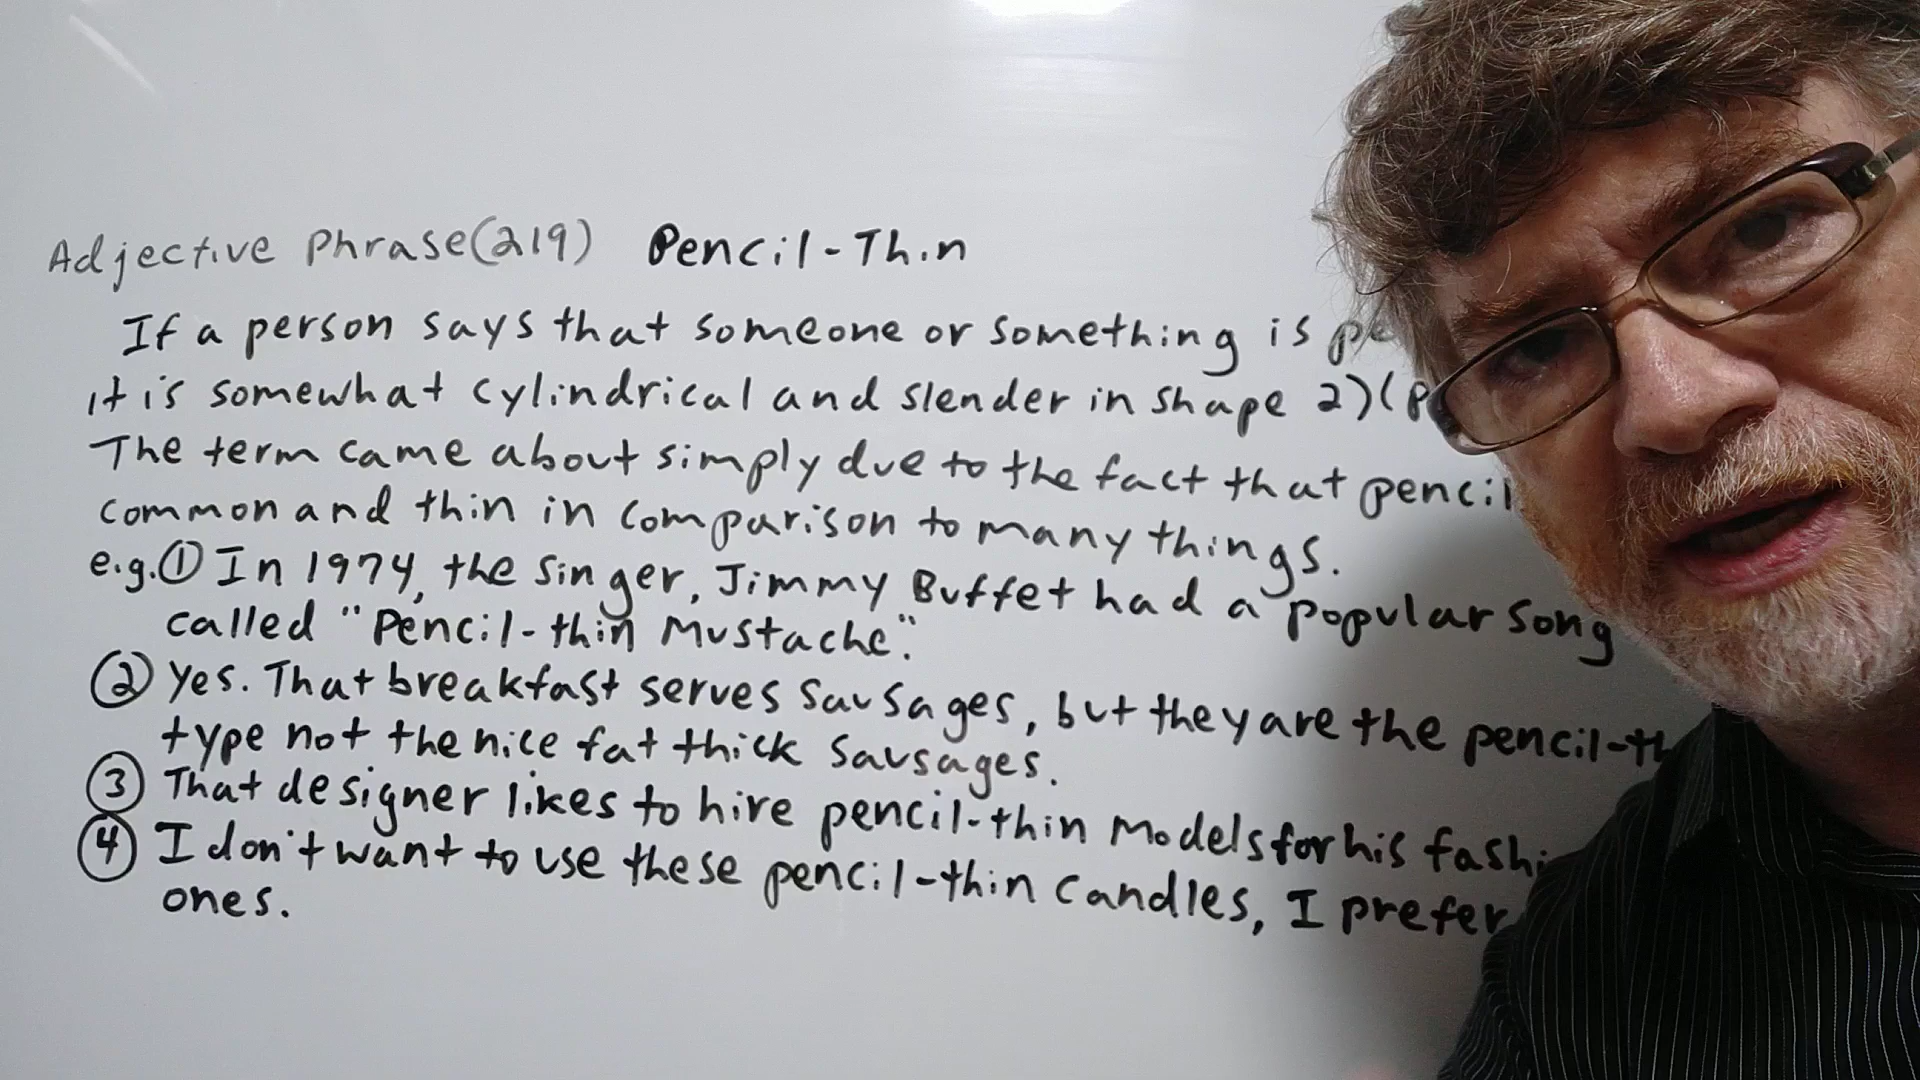 Adjective Phrase(219) Pencil-Thin
If a person says that someone or something is
it is somewhat cylindrical and slender in shape 2)(
The term came about simply due to the fact that
common and thin in comparison to many things.
e.g. ① In 1974, the singer, Jimmy Buffet had a popular song
called "Pencil-thin Mustache".
② Yes. That breakfast serves sausages, but they are the
type not the nice fat thick sausages.
③ That designer likes to hire pencil-thin models for his
④ I don't want to use these pencil-thin candles, I prefer
ones.